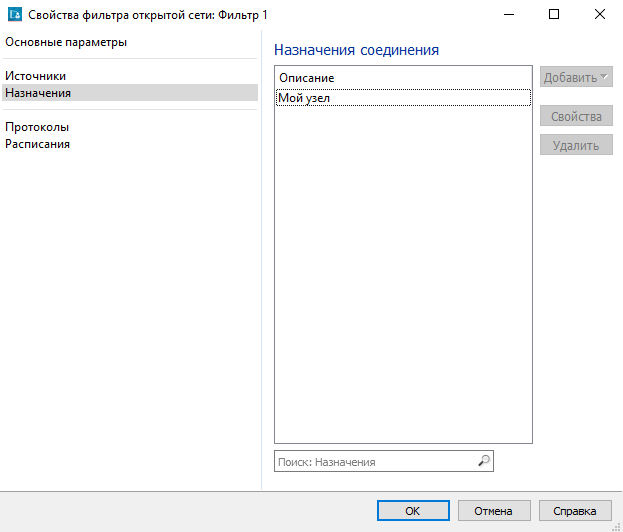 Свойства фильтра открытой сети: Фильтр 1
Основные параметры
Источники
Назначения
Протоколы
Расписания
Назначения соединения
Описание
Мой узел
Добавить
Свойства
Удалить
Поиск: Назначения
OK
Отмена
Справка